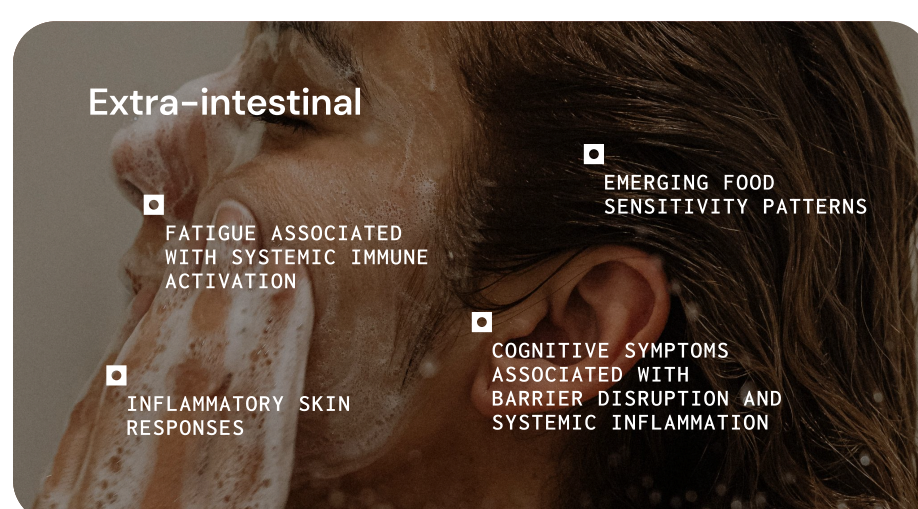 Extra-intestinal
EMERGING FOOD
SENSITIVITY PATTERNS
FATIGUE ASSOCIATED
WITH SYSTEMIC IMMUNE
ACTIVATION
COGNITIVE SYMPTOMS
ASSOCIATED WITH
BARRIER DISRUPTION AND
SYSTEMIC INFLAMMATION
INFLAMMATORY SKIN
RESPONSES